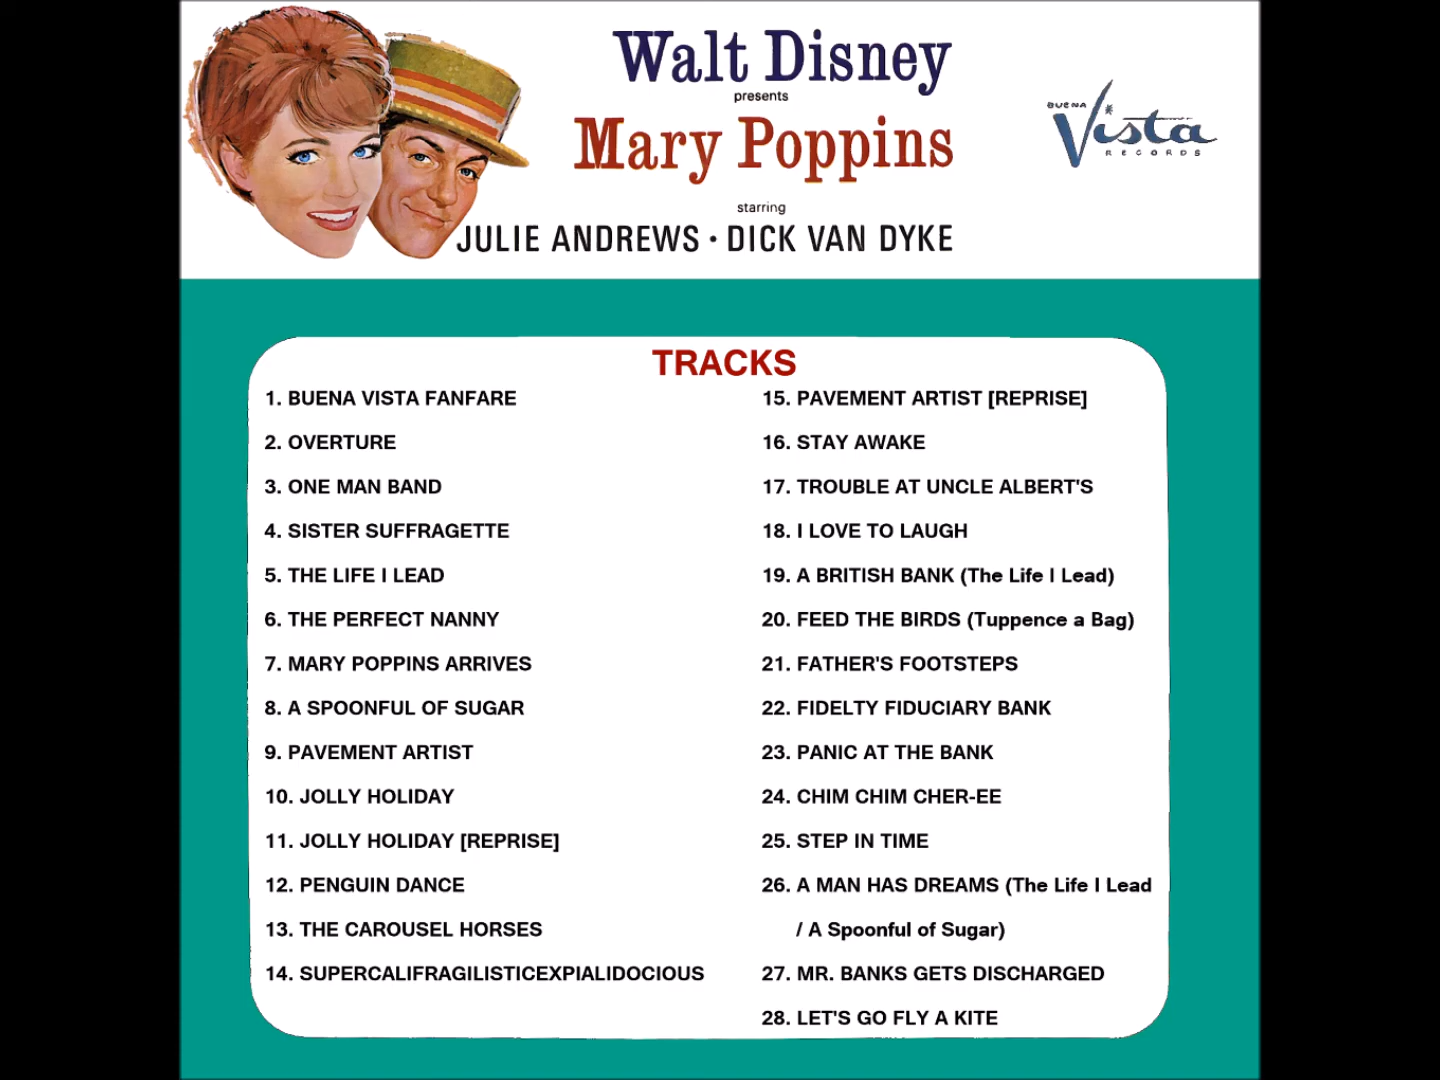 Walt Disney
presents
Mary Poppins
starring
JULIE ANDREWS · DICK VAN DYKE
BUENA
Vista
RECORDS
TRACKS
1. BUENA VISTA FANFARE
2. OVERTURE
3. ONE MAN BAND
4. SISTER SUFFRAGETTE
5. THE LIFE I LEAD
6. THE PERFECT NANNY
7. MARY POPPINS ARRIVES
8. A SPOONFUL OF SUGAR
9. PAVEMENT ARTIST
10. JOLLY HOLIDAY
11. JOLLY HOLIDAY [REPRISE]
12. PENGUIN DANCE
13. THE CAROUSEL HORSES
14. SUPERCALIFRAGILISTICEXPIALIDOCIOUS
15. PAVEMENT ARTIST [REPRISE]
16. STAY AWAKE
17. TROUBLE AT UNCLE ALBERT'S
18. I LOVE TO LAUGH
19. A BRITISH BANK (The Life I Lead)
20. FEED THE BIRDS (Tuppence a Bag)
21. FATHER'S FOOTSTEPS
22. FIDELTY FIDUCIARY BANK
23. PANIC AT THE BANK
24. CHIM CHIM CHER-EE
25. STEP IN TIME
26. A MAN HAS DREAMS (The Life I Lead
/ A Spoonful of Sugar)
27. MR. BANKS GETS DISCHARGED
28. LET'S GO FLY A KITE